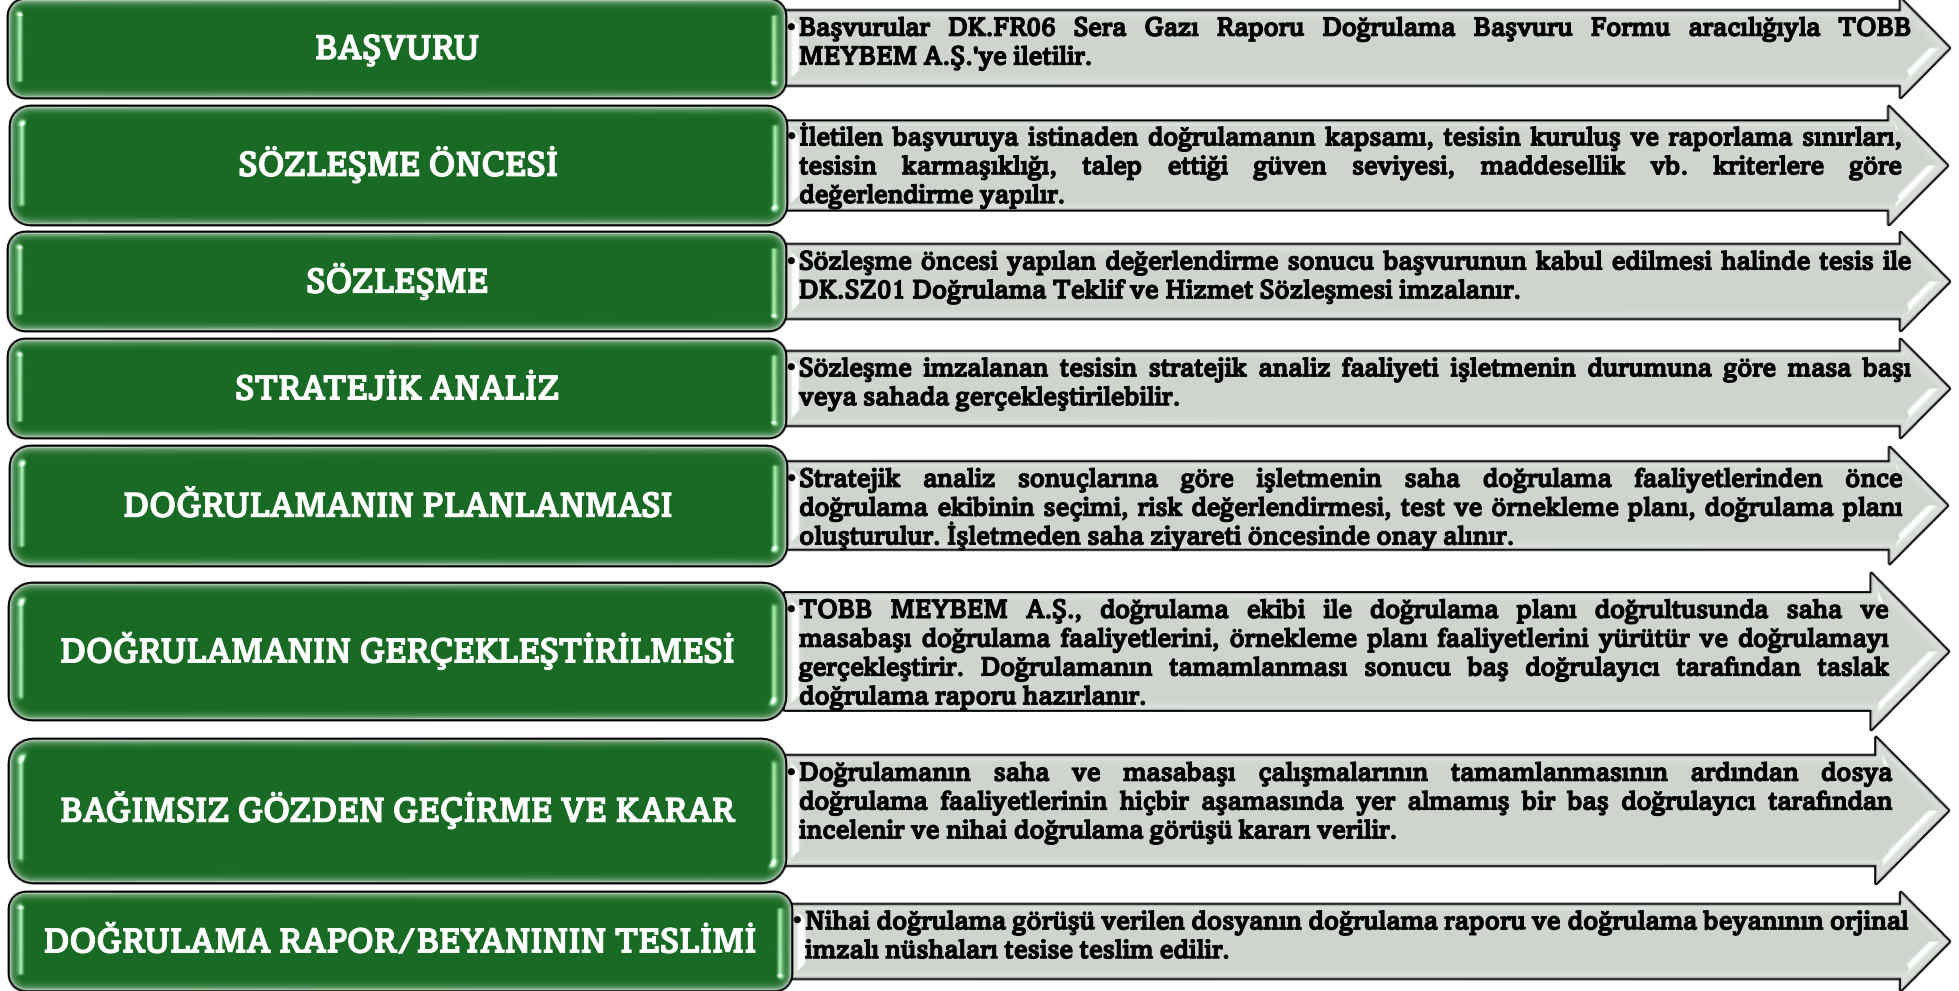 BAŞVURU
•Başvurular DK.FR06 Sera Gazı Raporu Doğrulama Başvuru Formu aracılığıyla TOBB
MEYBEM A.Ş.'ye iletilir.
SÖZLEŞME ÖNCESİ
•İletilen başvuruya istinaden doğrulamanın kapsamı, tesisin kuruluş ve raporlama sınırları,
tesisin karmaşıklığı, talep ettiği güven seviyesi, maddesellik vb. kriterlere göre
değerlendirme yapılır.
SÖZLEŞME
•Sözleşme öncesi yapılan değerlendirme sonucu başvurunun kabul edilmesi halinde tesis ile
DK.SZ01 Doğrulama Teklif ve Hizmet Sözleşmesi imzalanır.
STRATEJİK ANALİZ
•Sözleşme imzalanan tesisin stratejik analiz faaliyeti işletmenin durumuna göre masa başı
veya sahada gerçekleştirilebilir.
DOĞRULAMANIN PLANLANMASI
•Stratejik analiz sonuçlarına göre işletmenin saha doğrulama faaliyetlerinden önce
doğrulama ekibinin seçimi, risk değerlendirmesi, test ve örnekleme planı, doğrulama planı
oluşturulur. İşletmeden saha ziyareti öncesinde onay alınır.
DOĞRULAMANIN GERÇEKLEŞTİRİLMESİ
•TOBB MEYBEM A.Ş., doğrulama ekibi ile doğrulama planı doğrultusunda saha ve
masabaşı doğrulama faaliyetlerini, örnekleme planı faaliyetlerini yürütür ve doğrulamayı
gerçekleştirir. Doğrulamanın tamamlanması sonucu baş doğrulayıcı tarafından taslak
doğrulama raporu hazırlanır.
BAĞIMSIZ GÖZDEN GEÇİRME VE KARAR
•Doğrulamanın saha ve masabaşı çalışmalarının tamamlanmasının ardından dosya
doğrulama faaliyetlerinin hiçbir aşamasında yer almamış bir baş doğrulayıcı tarafından
incelenir ve nihai doğrulama görüşü kararı verilir.
DOĞRULAMA RAPOR/BEYANININ TESLİMİ
•Nihai doğrulama görüşü verilen dosyanın doğrulama raporu ve doğrulama beyanının orjinal
imzalı nüshaları tesise teslim edilir.